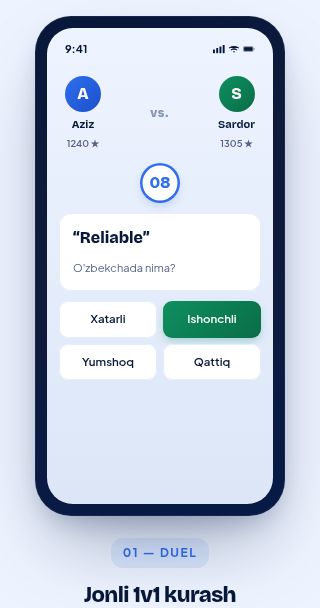 9:41
A
S
Aziz
vs.
Sardor
1240 ★
1305 ★
08
“Reliable”
O'zbekchada nima?
Xatarli
Ishonchli
Yumshoq
Qattiq
01 — DUEL
Jonli 1v1 kurash